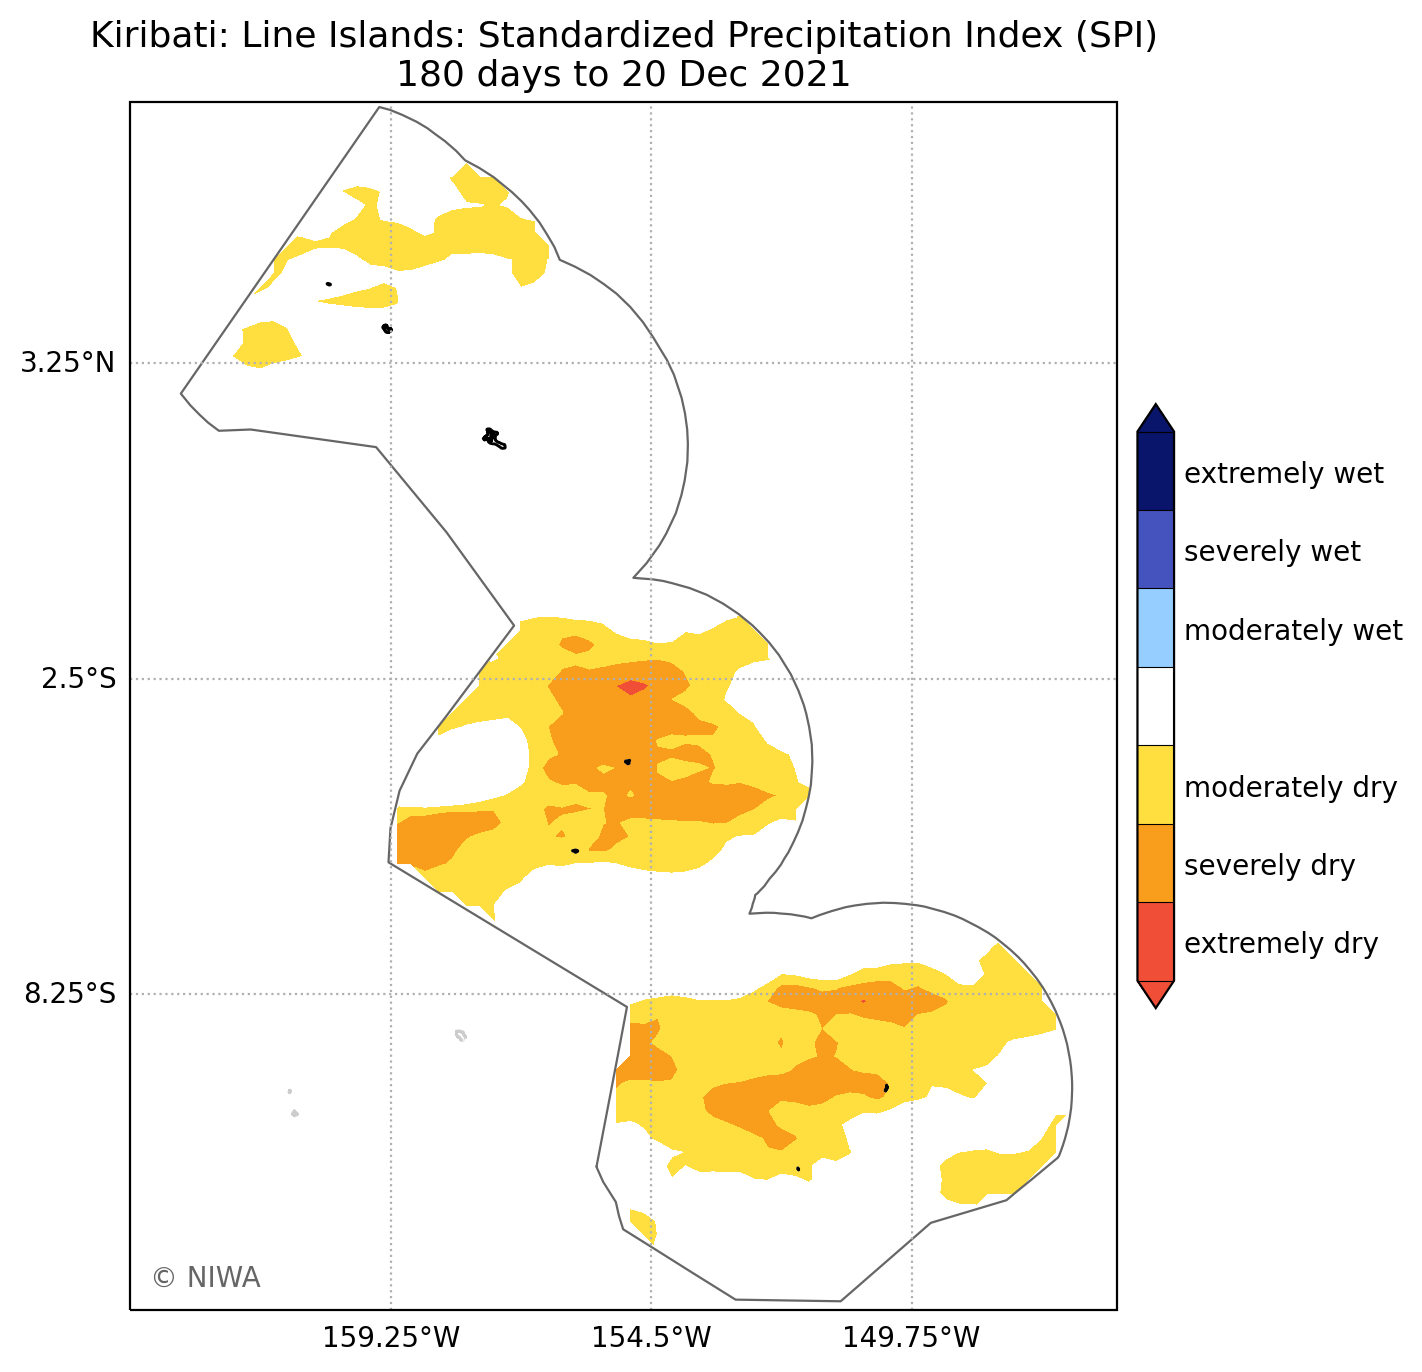 Kiribati: Line Islands: Standardized Precipitation Index (SPI)
180 days to 20 Dec 2021
3.25°N
2.5°S
8.25°S
159.25°W
154.5°W
149.75°W
extremely wet
severely wet
moderately wet
moderately dry
severely dry
extremely dry
© NIWA